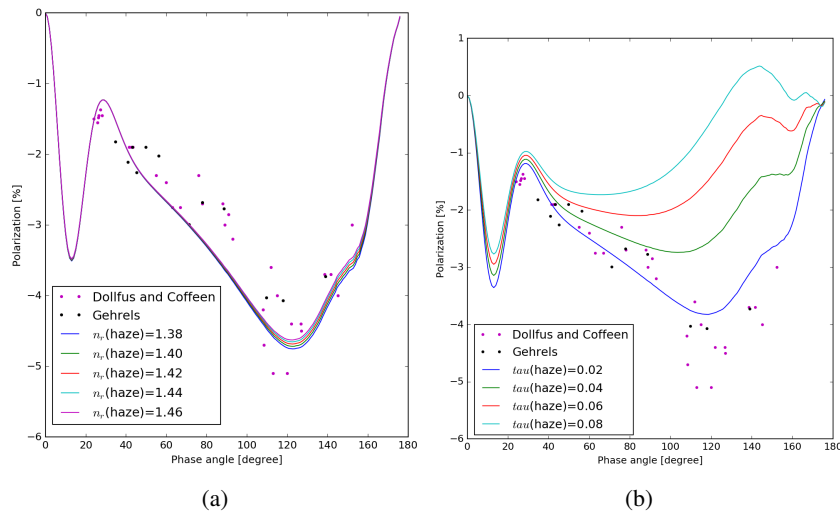 0
−1
−2
−3
−4
−5
−6
Polarization [%]
Dollfus and Coffeen
Gehrels
n_r(haze)=1.38
n_r(haze)=1.40
n_r(haze)=1.42
n_r(haze)=1.44
n_r(haze)=1.46
0 20 40 60 80 100 120 140 160 180
Phase angle [degree]
(a)
1
0
−1
−2
−3
−4
−5
−6
Polarization [%]
Dollfus and Coffeen
Gehrels
tau(haze)=0.02
tau(haze)=0.04
tau(haze)=0.06
tau(haze)=0.08
0 20 40 60 80 100 120 140 160 180
Phase angle [degree]
(b)